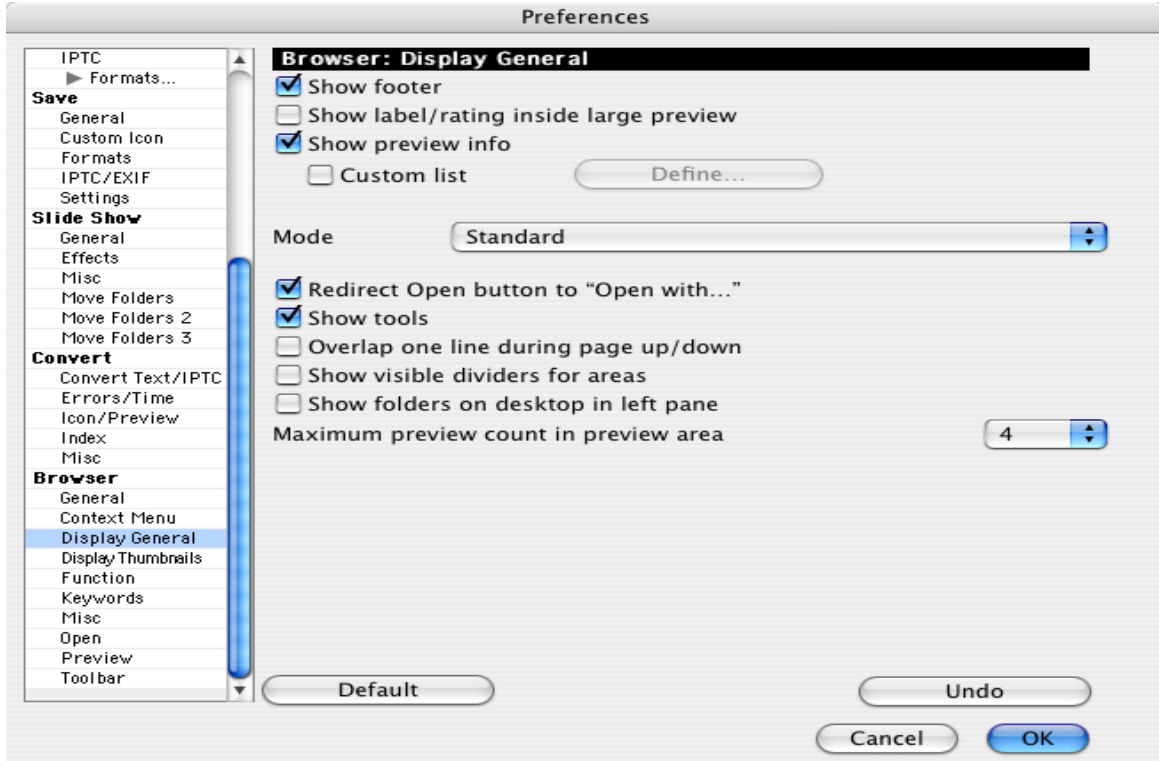 Preferences
IPTC
Formats...
Save
General
Custom Icon
Formats
IPTC/EXIF
Settings
Slide Show
General
Effects
Misc
Move Folders
Move Folders 2
Move Folders 3
Convert
Convert Text/IPTC
Errors/Time
Icon/Preview
Index
Misc
Browser
General
Context Menu
Display General
Display Thumbnails
Function
Keywords
Misc
Open
Preview
Toolbar
Browser: Display General
Show footer
Show label/rating inside large preview
Show preview info
Custom list Define...
Mode Standard
Redirect Open button to “Open with...”
Show tools
Overlap one line during page up/down
Show visible dividers for areas
Show folders on desktop in left pane
Maximum preview count in preview area 4
Default Undo
Cancel OK